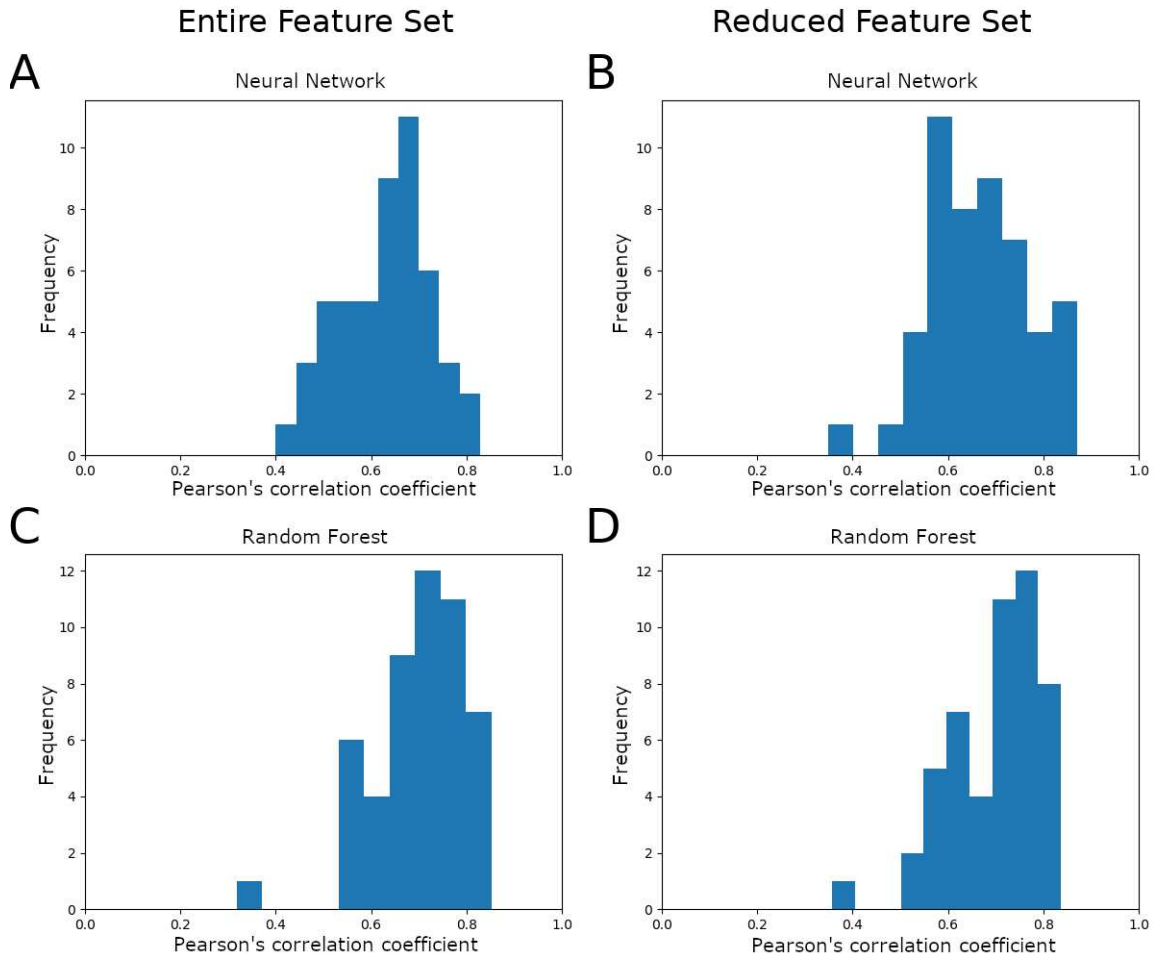 Entire Feature Set
Reduced Feature Set
A
Neural Network
10
8
6
4
2
0
Frequency
0.0 0.2 0.4 0.6 0.8 1.0
Pearson's correlation coefficient
B
Neural Network
10
8
6
4
2
0
Frequency
0.0 0.2 0.4 0.6 0.8 1.0
Pearson's correlation coefficient
C
Random Forest
12
10
8
6
4
2
0
Frequency
0.0 0.2 0.4 0.6 0.8 1.0
Pearson's correlation coefficient
D
Random Forest
12
10
8
6
4
2
0
Frequency
0.0 0.2 0.4 0.6 0.8 1.0
Pearson's correlation coefficient